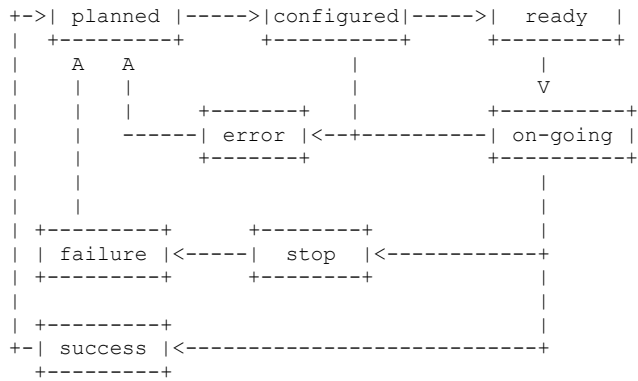 planned configured ready
A A
V
error on-going
failure stop
success